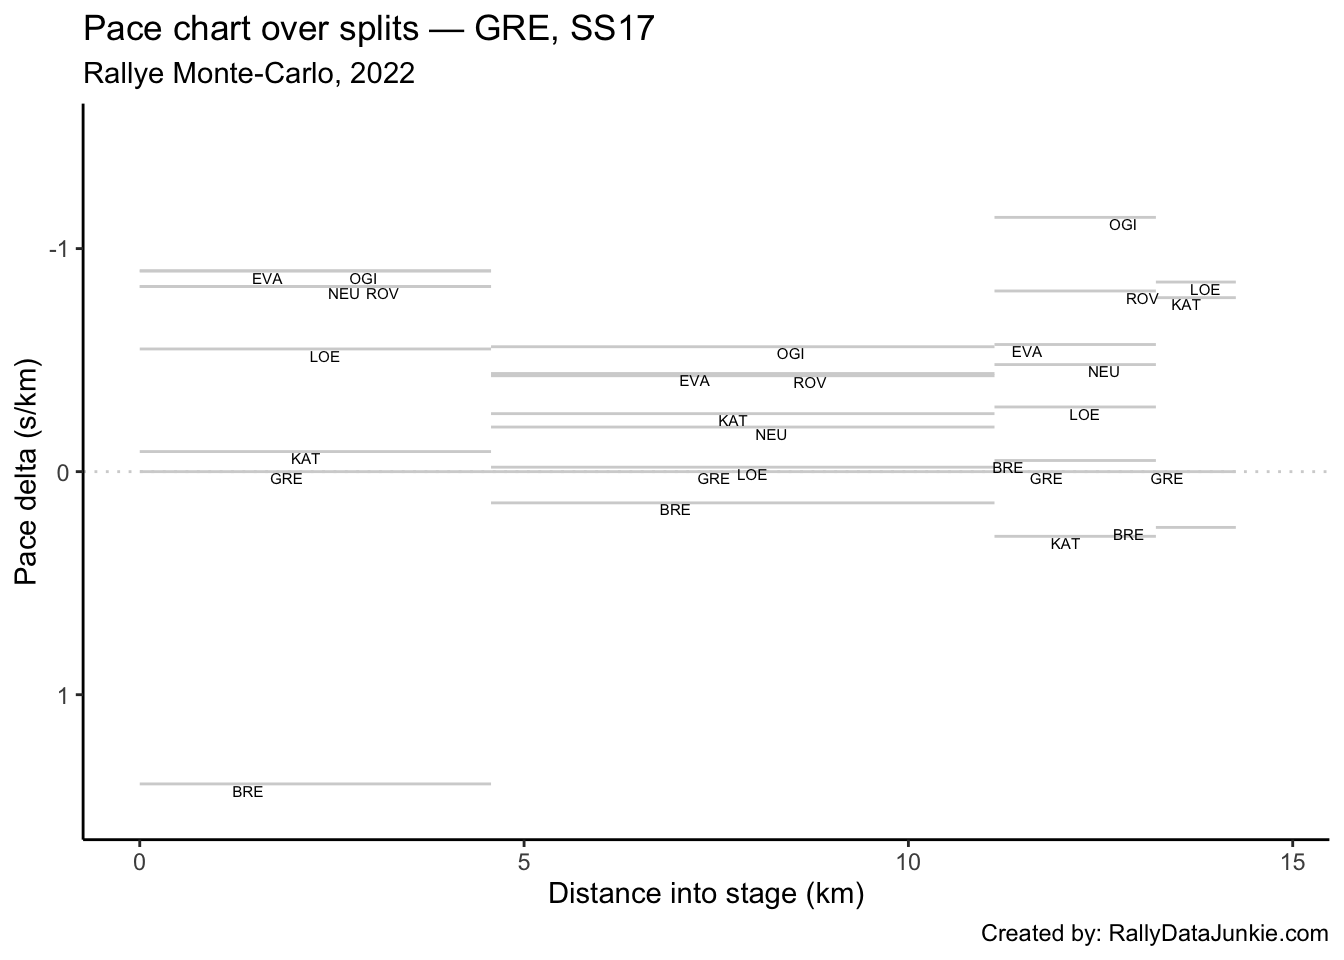 Pace chart over splits — GRE, SS17
Rallye Monte-Carlo, 2022
OGI
-1
EVA OGI
LOE
NEU ROV
ROV
KAT
LOE
OGI
EVA
EVA ROV
NEU
KAT
LOE
NEU
KAT
BRE
0
GRE
GRE LOE
GRE
GRE
BRE
BRE
KAT
1
BRE
0 5 10 15
Pace delta (s/km)
Distance into stage (km)
Created by: RallyDataJunkie.com